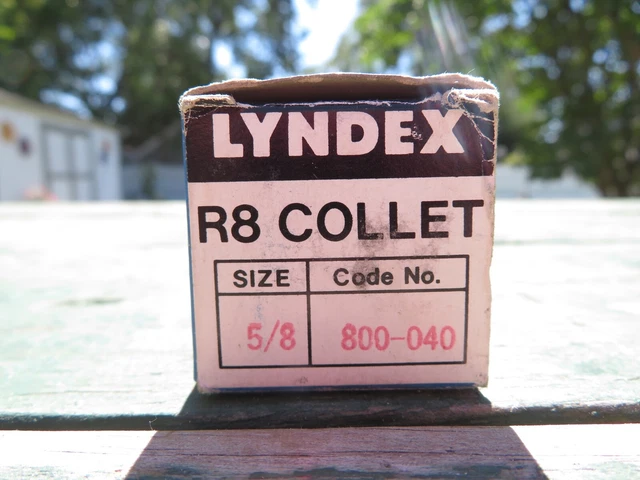 LYNDEX
R8 COLLET
SIZE Code No.
5/8 800-040